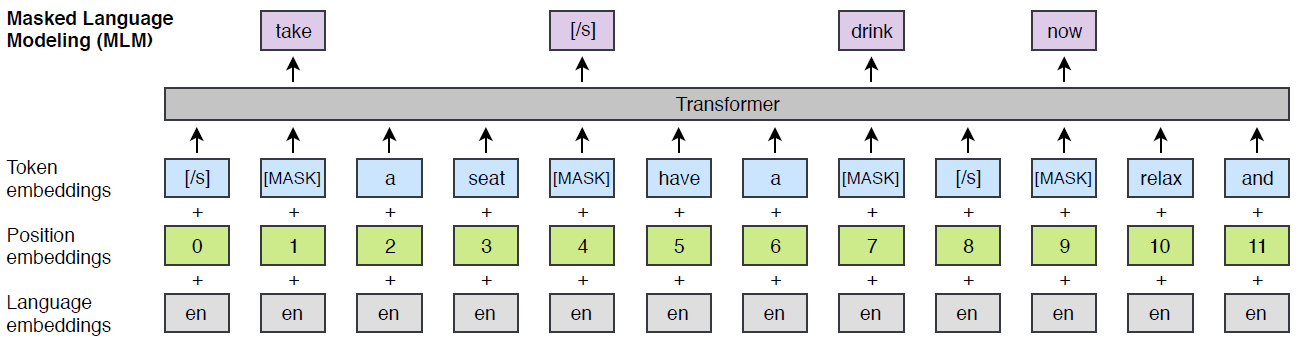 Masked Language
Modeling (MLM)
take [/s] drink now
Transformer
Token
embeddings
[/s] [MASK] a seat [MASK] have a [MASK] [/s] [MASK] relax and
+ + + + + + + + + + + +
Position
embeddings
0 1 2 3 4 5 6 7 8 9 10 11
+ + + + + + + + + + + +
Language
embeddings
en en en en en en en en en en en en